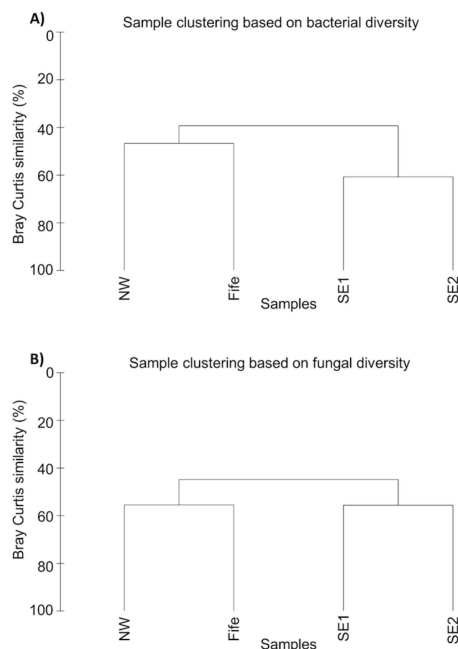 A)
Sample clustering based on bacterial diversity
Bray Curtis similarity (%)
0
20
40
60
80
100
NW
Fife
SE1
SE2
Samples
B)
Sample clustering based on fungal diversity
Bray Curtis similarity (%)
0
20
40
60
80
100
NW
Fife
SE1
SE2
Samples